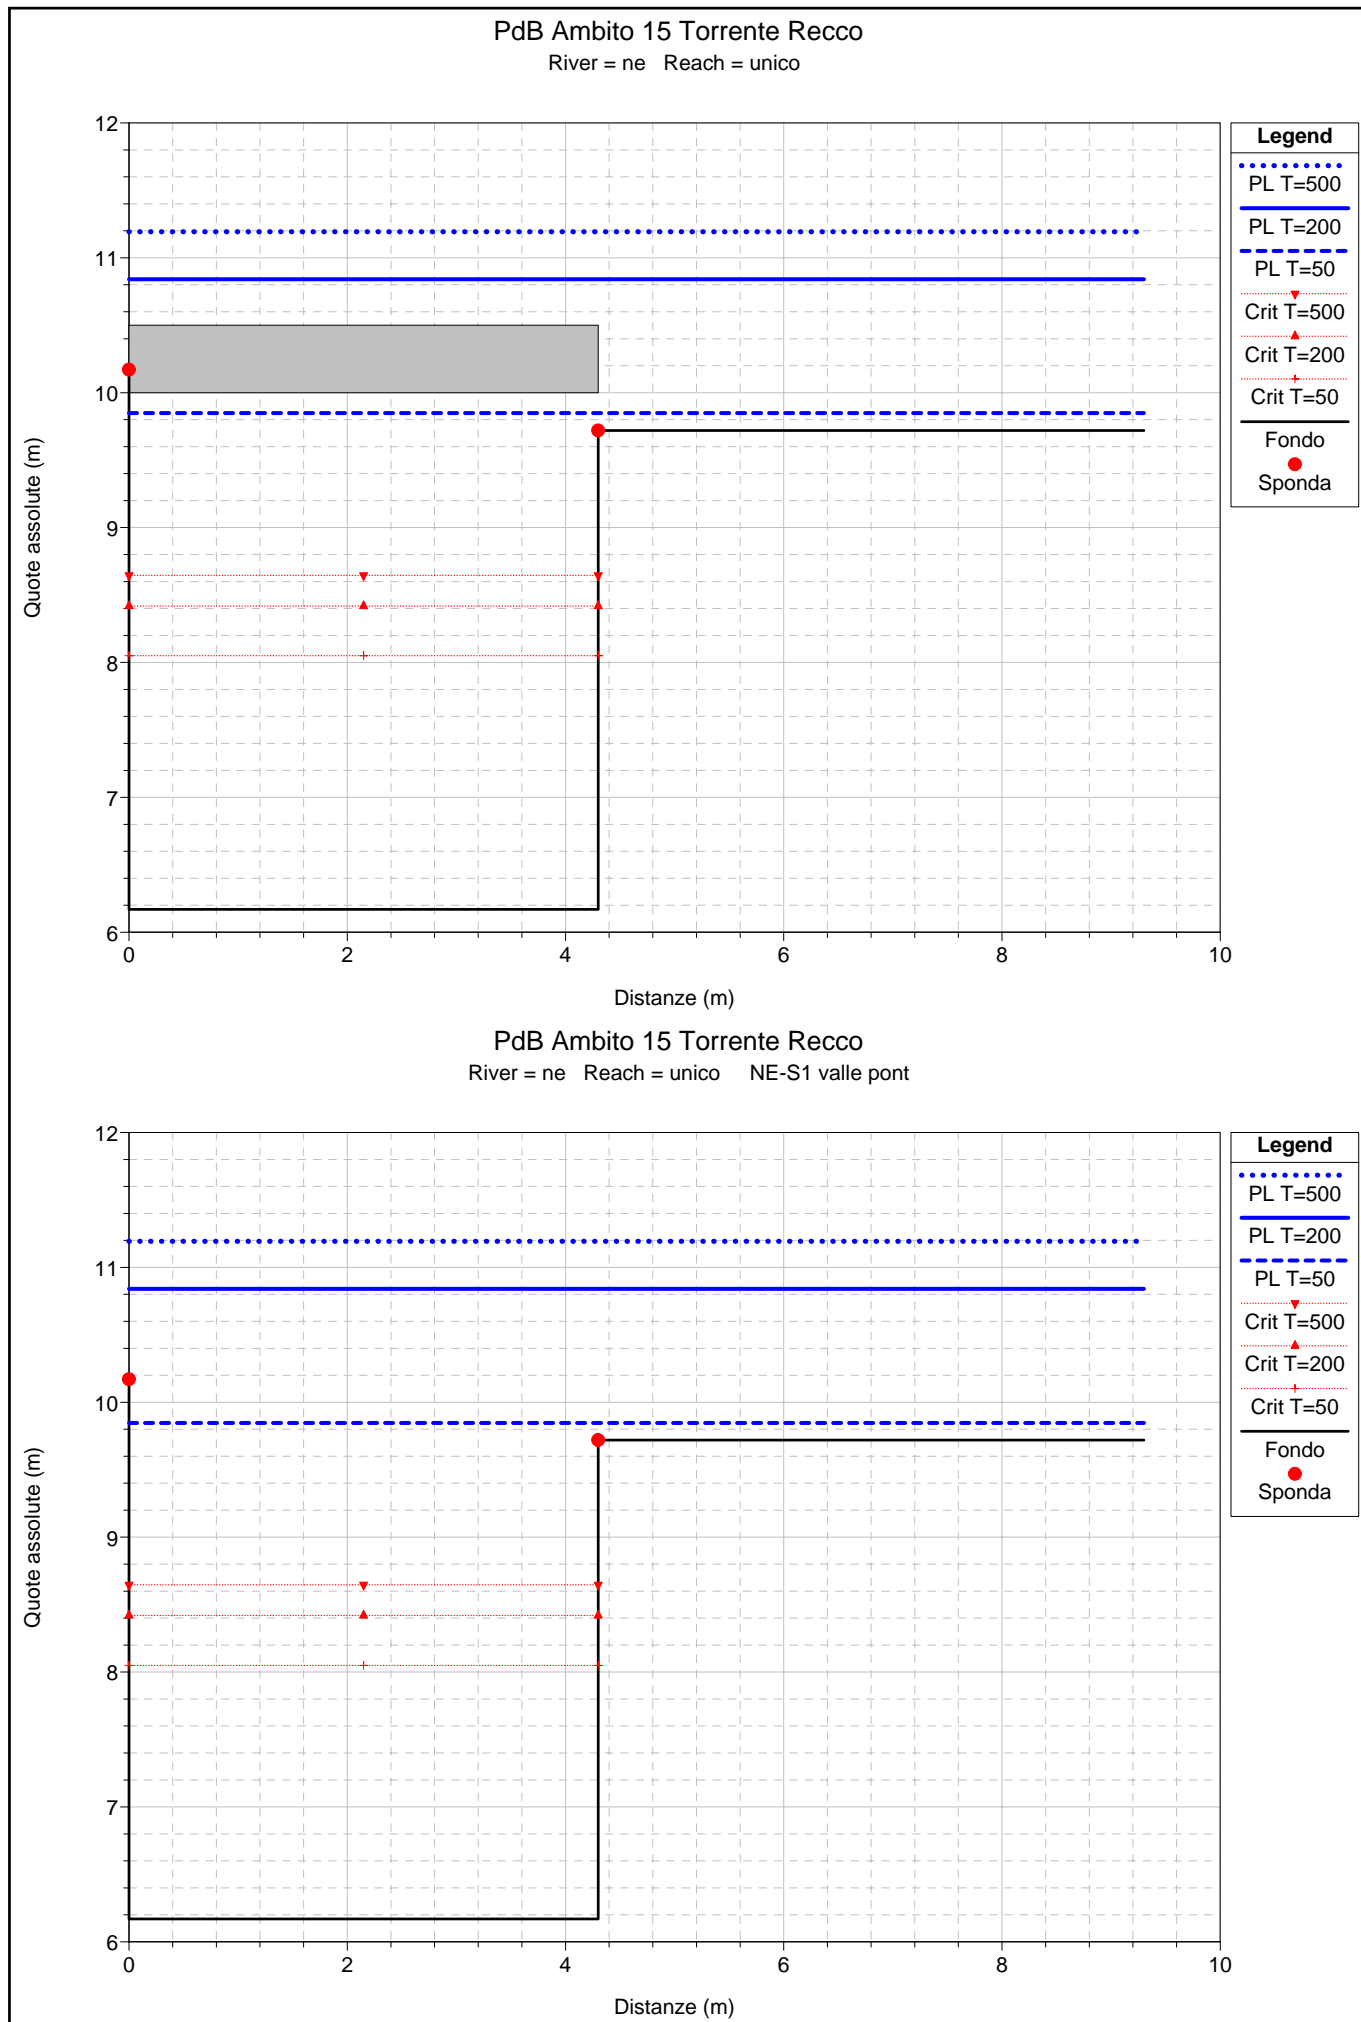 PdB Ambito 15 Torrente Recco
River = ne   Reach = unico
12
11
10
9
8
7
6
Quote assolute (m)
0 2 4 6 8 10
Distanze (m)
Legend
PL T=500
PL T=200
PL T=50
Crit T=500
Crit T=200
Crit T=50
Fondo
Sponda
PdB Ambito 15 Torrente Recco
River = ne   Reach = unico     NE-S1 valle pont
12
11
10
9
8
7
6
Quote assolute (m)
0 2 4 6 8 10
Distanze (m)
Legend
PL T=500
PL T=200
PL T=50
Crit T=500
Crit T=200
Crit T=50
Fondo
Sponda